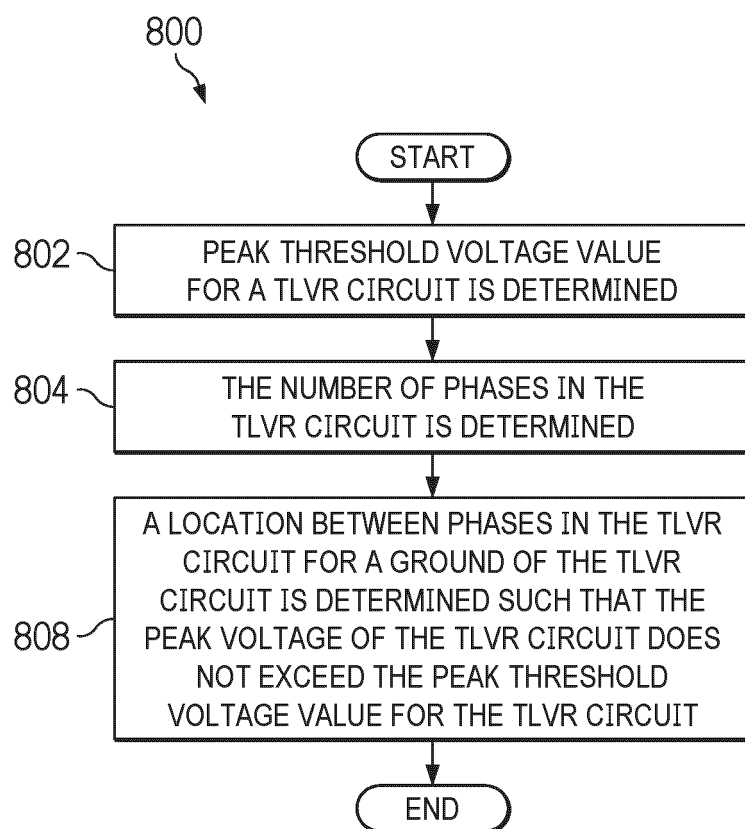 800
START
802
PEAK THRESHOLD VOLTAGE VALUE
FOR A TLVR CIRCUIT IS DETERMINED
804
THE NUMBER OF PHASES IN THE
TLVR CIRCUIT IS DETERMINED
808
A LOCATION BETWEEN PHASES IN THE TLVR
CIRCUIT FOR A GROUND OF THE TLVR
CIRCUIT IS DETERMINED SUCH THAT THE
PEAK VOLTAGE OF THE TLVR CIRCUIT DOES
NOT EXCEED THE PEAK THRESHOLD
VOLTAGE VALUE FOR THE TLVR CIRCUIT
END